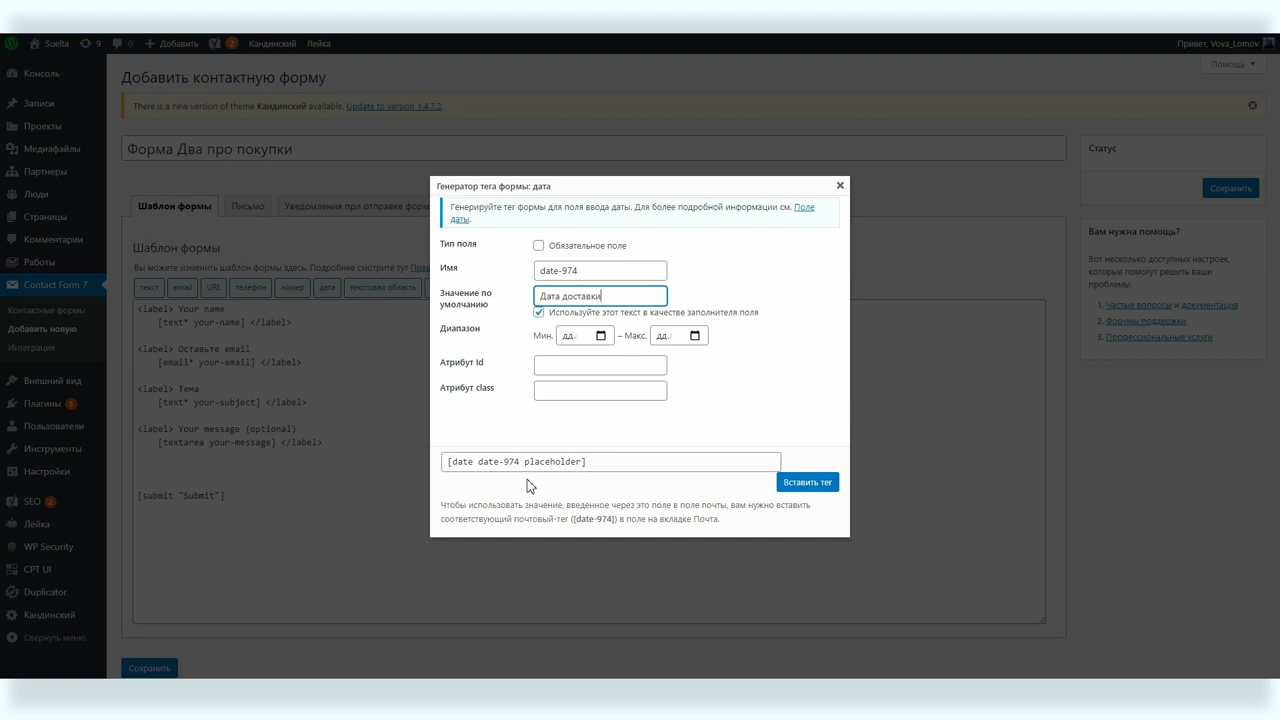 Suelta
9
0
Добавить
2
Кандинский
Лейка
Привет, Vova_Lomov
Консоль
Записи
Проекты
Медиафайлы
Партнеры
Люди
Страницы
Комментарии
Работы
Contact Form 7
Контактные формы
Добавить новую
Интеграция
Внешний вид
Плагины 5
Пользователи
Инструменты
Настройки
SEO 2
Лейка
WP Security
CPT UI
Duplicator
Кандинский
Свернуть меню
Добавить контактную форму
Помощь
There is a new version of theme Кандинский available. Update to version 1.4.7.2.
Форма Два про покупки
Шаблон формы
Письмо
Уведомления при отправке форм
Шаблон формы
Вы можете изменить шаблон формы здесь. Подробнее смотрите тут
текст
email
URL
телефон
номер
дата
текстовая область
<label> Your name
[text* your-name] </label>
<label> Оставьте email
[email* your-email] </label>
<label> Тема
[text* your-subject] </label>
<label> Your message (optional)
[textarea your-message] </label>
[submit "Submit"]
Сохранить
Генератор тега формы: дата
Генерируйте тег формы для поля ввода даты. Для более подробной информации см. Поле
даты.
Тип поля
Обязательное поле
Имя
date-974
Значение по
умолчанию
Дата доставки
Используйте этот текст в качестве заполнителя поля
Диапазон
Мин. дд. – Макс. дд.
Атрибут Id
Атрибут class
[date date-974 placeholder]
Вставить тег
Чтобы использовать значение, введенное через это поле в поле почты, вам нужно вставить
соответствующий почтовый-тег ([date-974]) в поле на вкладке Почта.
Статус
Сохранить
Вам нужна помощь?
Вот несколько доступных настроек,
которые помогут решить ваши
проблемы.
1. Частые вопросы и документация
2. Форумы поддержки
3. Профессиональные услуги